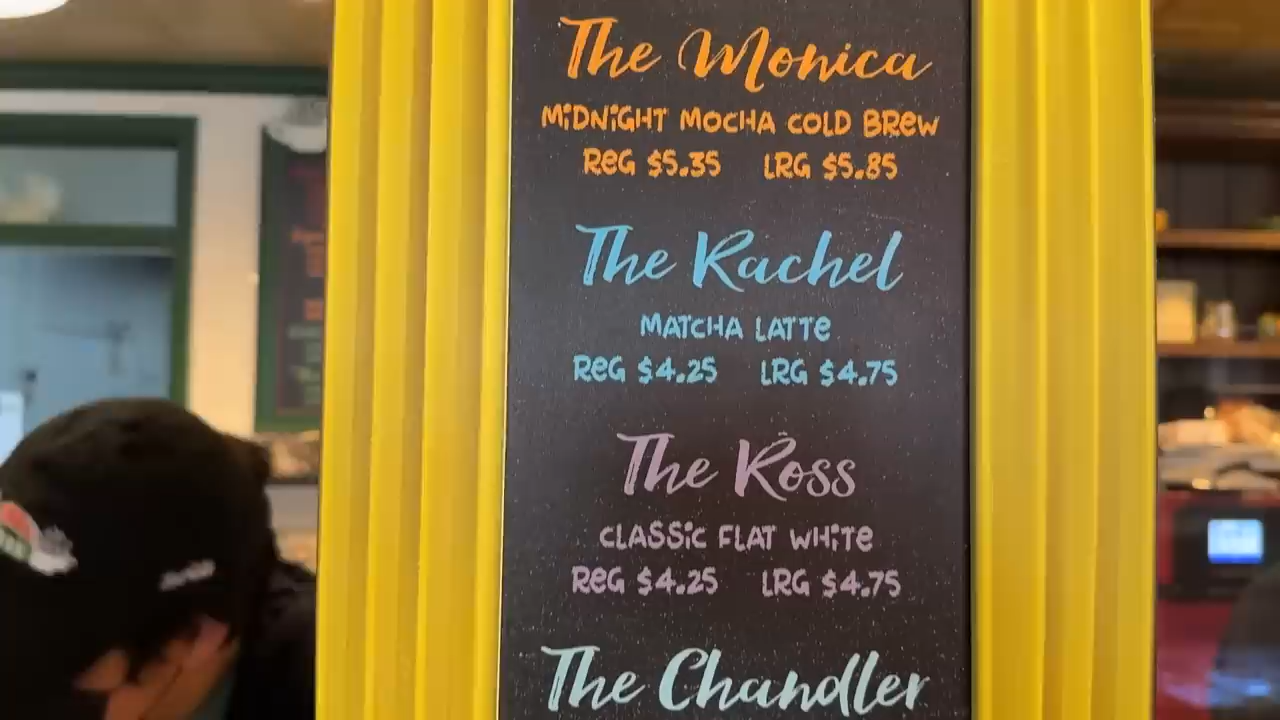 The Monica
MiDNiGHT MOCHA COLD BReW
ReG $5.35 LRG $5.85
The Rachel
MATCHA LATTe
ReG $4.25 LRG $4.75
The Ross
CLASSiC FLAT WHiTe
ReG $4.25 LRG $4.75
The Chandler